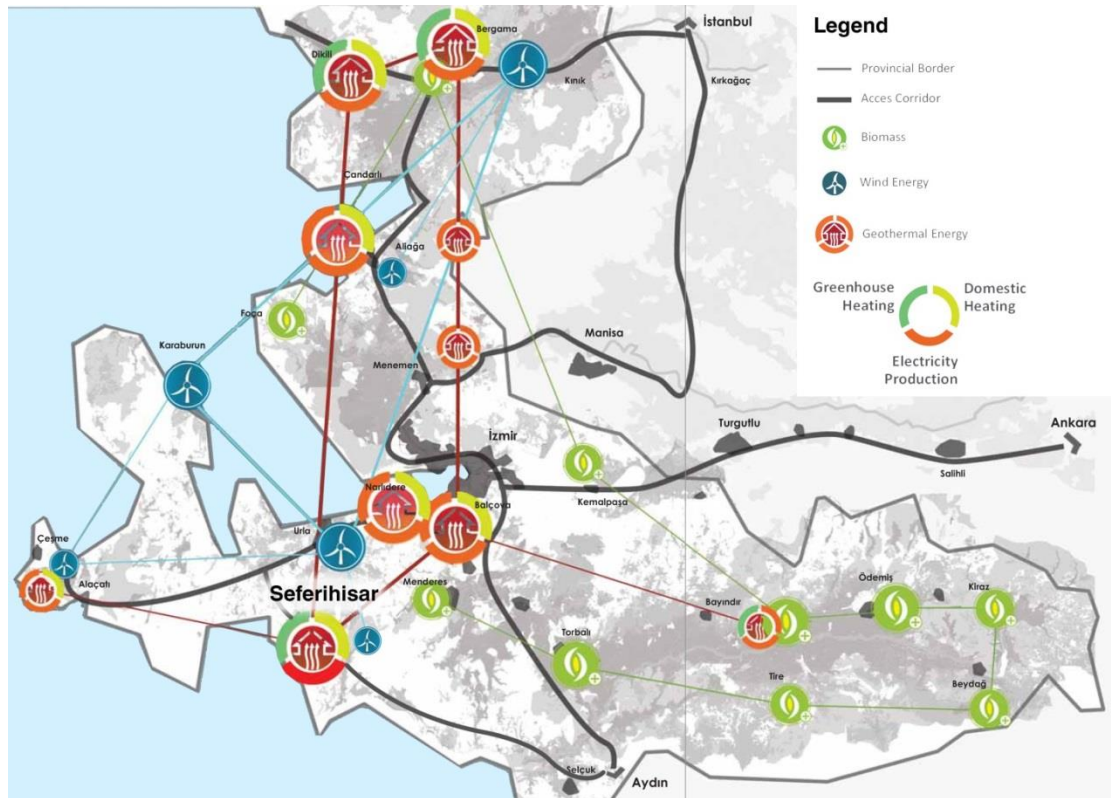 İstanbul
Bergama
Dikili
Kınık
Kırkağaç
Çandarlı
Aliağa
Foça
Karaburun
Menemen
Manisa
İzmir
Turgutlu
Ankara
Salihli
Kemalpaşa
Narlıdere
Balçova
Urla
Çeşme
Alaçatı
Seferihisar
Menderes
Bayındır
Ödemiş
Kiraz
Torbalı
Tire
Beydağ
Selçuk
Aydın
Legend
Provincial Border
Acces Corridor
Biomass
Wind Energy
Geothermal Energy
Greenhouse
Heating
Domestic
Heating
Electricity
Production